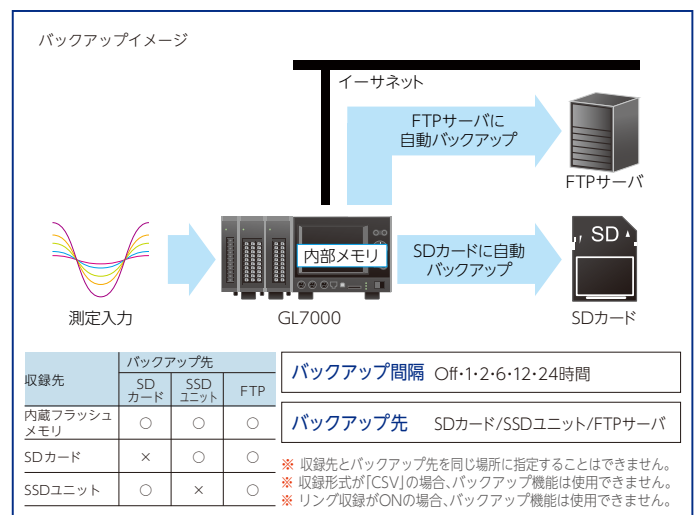 バックアップイメージ
イーサネット
FTPサーバに
自動バックアップ
FTPサーバ
内部メモリ
SDカードに自動
バックアップ
SD
測定入力
GL7000
SDカード
収録先
バックアップ先
SD
カード
SSD
ユニット
FTP
内蔵フラッシュ
メモリ
○ ○ ○
SDカード × ○ ○
SSDユニット ○ × ○
バックアップ間隔 Off・1・2・6・12・24時間
バックアップ先 SDカード/SSDユニット/FTPサーバ
※ 収録先とバックアップ先を同じ場所に指定することはできません。
※ 収録形式が「CSV」の場合、バックアップ機能は使用できません。
※ リング収録がONの場合、バックアップ機能は使用できません。